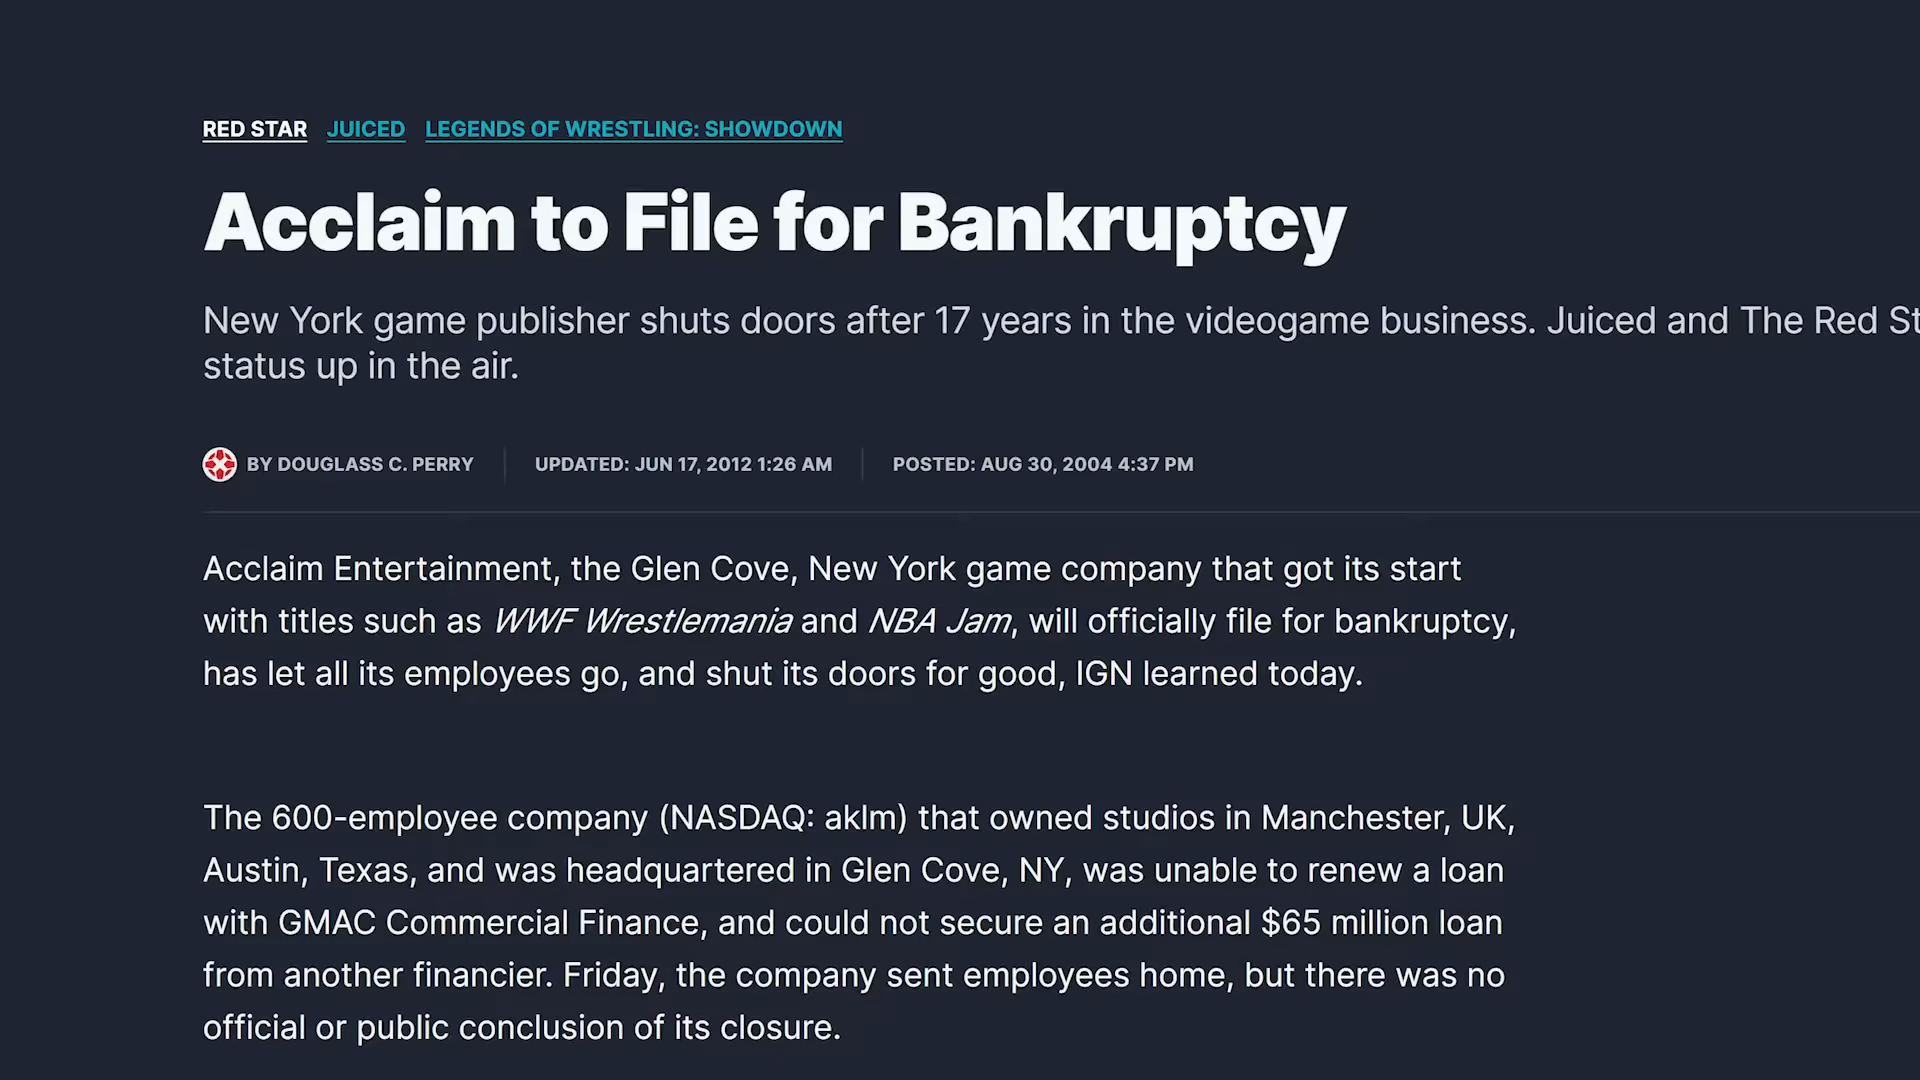 RED STAR JUICED LEGENDS OF WRESTLING: SHOWDOWN
Acclaim to File for Bankruptcy
New York game publisher shuts doors after 17 years in the videogame business. Juiced and The Red St
status up in the air.
BY DOUGLASS C. PERRY UPDATED: JUN 17, 2012 1:26 AM POSTED: AUG 30, 2004 4:37 PM
Acclaim Entertainment, the Glen Cove, New York game company that got its start
with titles such as WWF Wrestlemania and NBA Jam, will officially file for bankruptcy,
has let all its employees go, and shut its doors for good, IGN learned today.
The 600-employee company (NASDAQ: aklm) that owned studios in Manchester, UK,
Austin, Texas, and was headquartered in Glen Cove, NY, was unable to renew a loan
with GMAC Commercial Finance, and could not secure an additional $65 million loan
from another financier. Friday, the company sent employees home, but there was no
official or public conclusion of its closure.